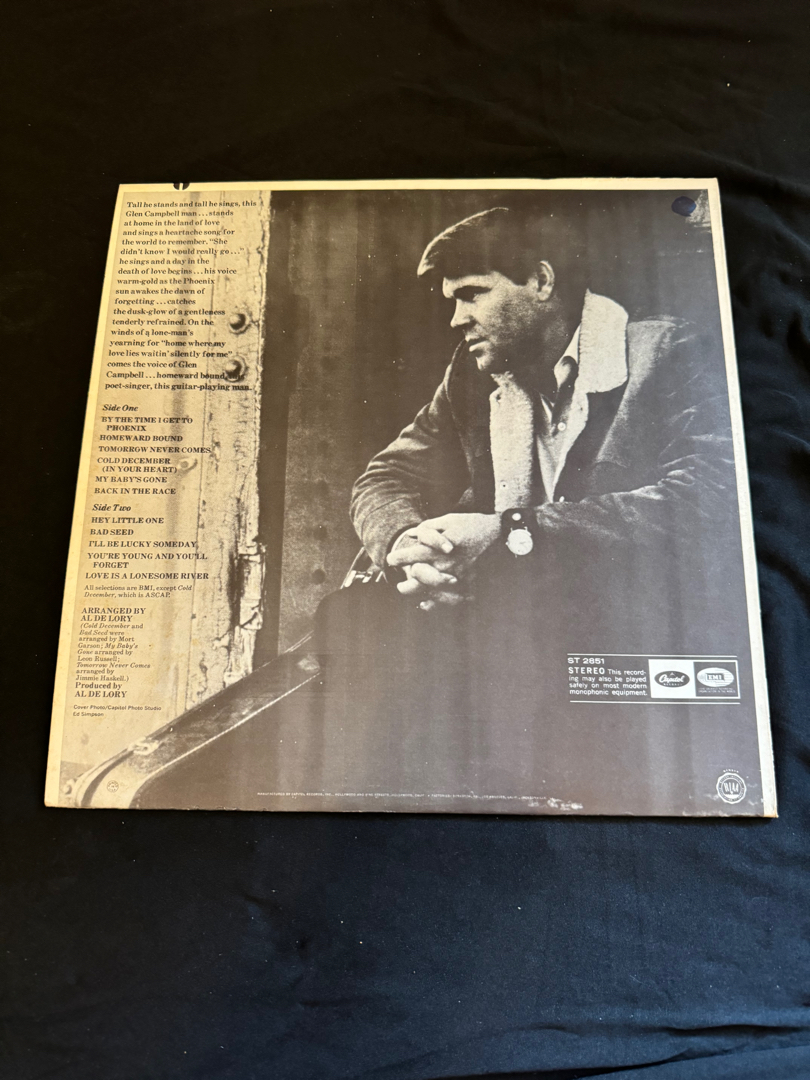 Tall he stands and tall he sings, this
Glen Campbell man . . . stands
at home in the land of love
and sings a heartache song for
the world to remember. "She
didn't know I would really go . . ."
he sings and a day in the
death of love begins . . . his voice
warm-gold as the Phoenix
sun awakes the dawn of
forgetting . . . catches
the dusk-glow of a gentleness
tenderly refrained. On the
winds of a lone-man's
yearning for "home where my
love lies waitin' silently for me"
comes the voice of Glen
Campbell . . . homeward bound, this
poet-singer, this guitar-playing man.
Side One
BY THE TIME I GET TO
PHOENIX
HOMEWARD BOUND
TOMORROW NEVER COMES
COLD DECEMBER
(IN YOUR HEART)
MY BABY'S GONE
BACK IN THE RACE
Side Two
HEY LITTLE ONE
BAD SEED
I'LL BE LUCKY SOMEDAY
YOU'RE YOUNG AND YOU'LL
FORGET
LOVE IS A LONESOME RIVER
All selections are BMI, except Cold
December, which is ASCAP.
ARRANGED BY
AL DE LORY
(Cold December and
Bad Seed were
arranged by Mort
Garson; My Baby's
Gone arranged by
Leon Russell;
Tomorrow Never Comes
arranged by
Jimmie Haskell.)
Produced by
AL DE LORY
Cover Photo/Capitol Photo Studio
Ed Simpson
ST 2851
STEREO This record-
ing may also be played
safely on most modern
monophonic equipment.
Capitol
EMI
RIAA